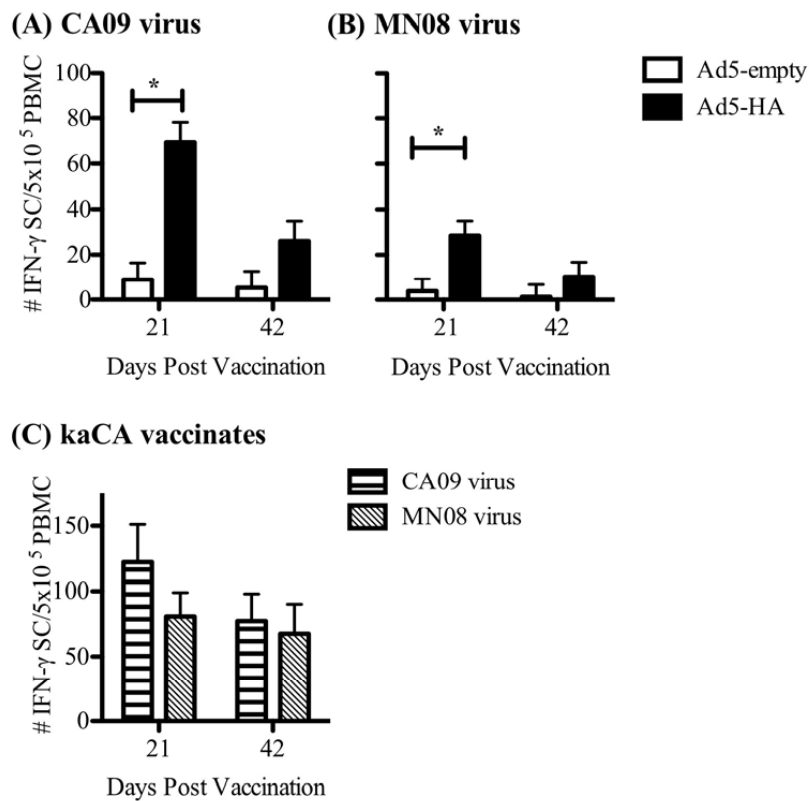 (A) CA09 virus
(B) MN08 virus
Ad5-empty
Ad5-HA
# IFN-γ SC/5x10 ⁵ PBMC
100
80
60
40
20
0
*
*
21
42
21
42
Days Post Vaccination
Days Post Vaccination
(C) kaCA vaccinates
CA09 virus
MN08 virus
# IFN-γ SC/5x10 ⁵ PBMC
150
100
50
0
21
42
Days Post Vaccination